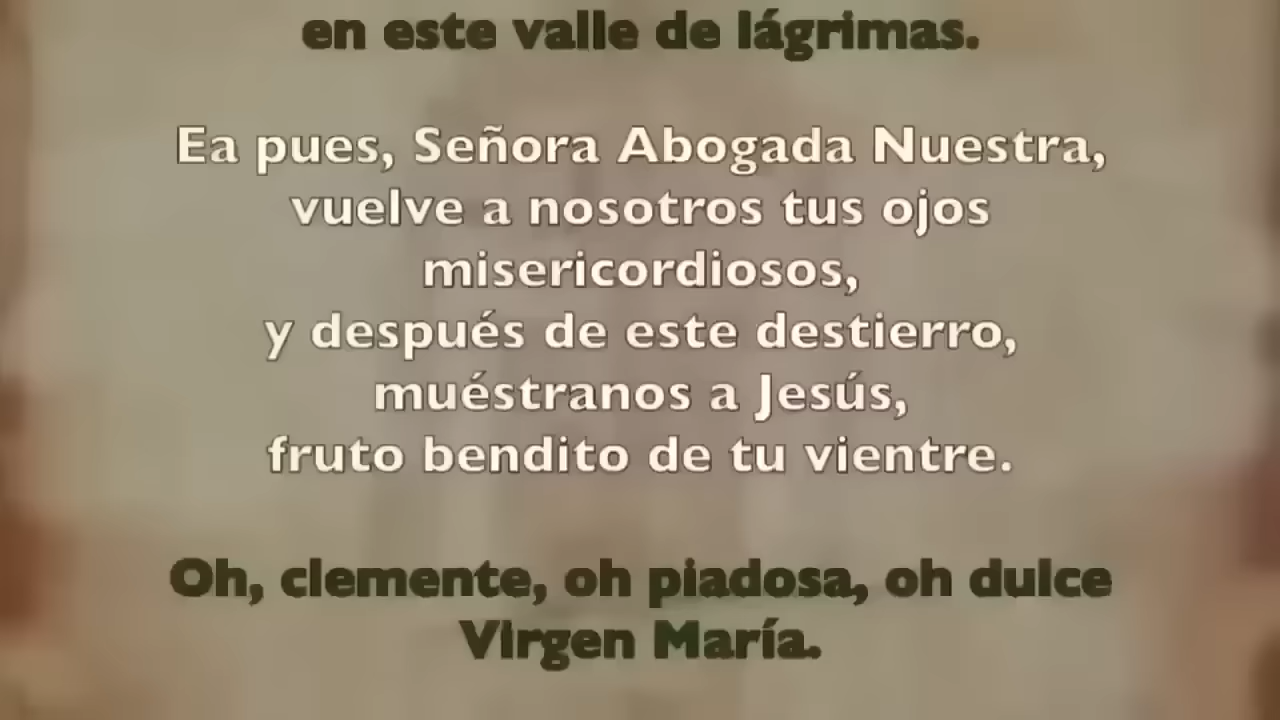 en este valle de lágrimas.
Ea pues, Señora Abogada Nuestra,
vuelve a nosotros tus ojos
misericordiosos,
y después de este destierro,
muéstranos a Jesús,
fruto bendito de tu vientre.
Oh, clemente, oh piadosa, oh dulce
Virgen María.